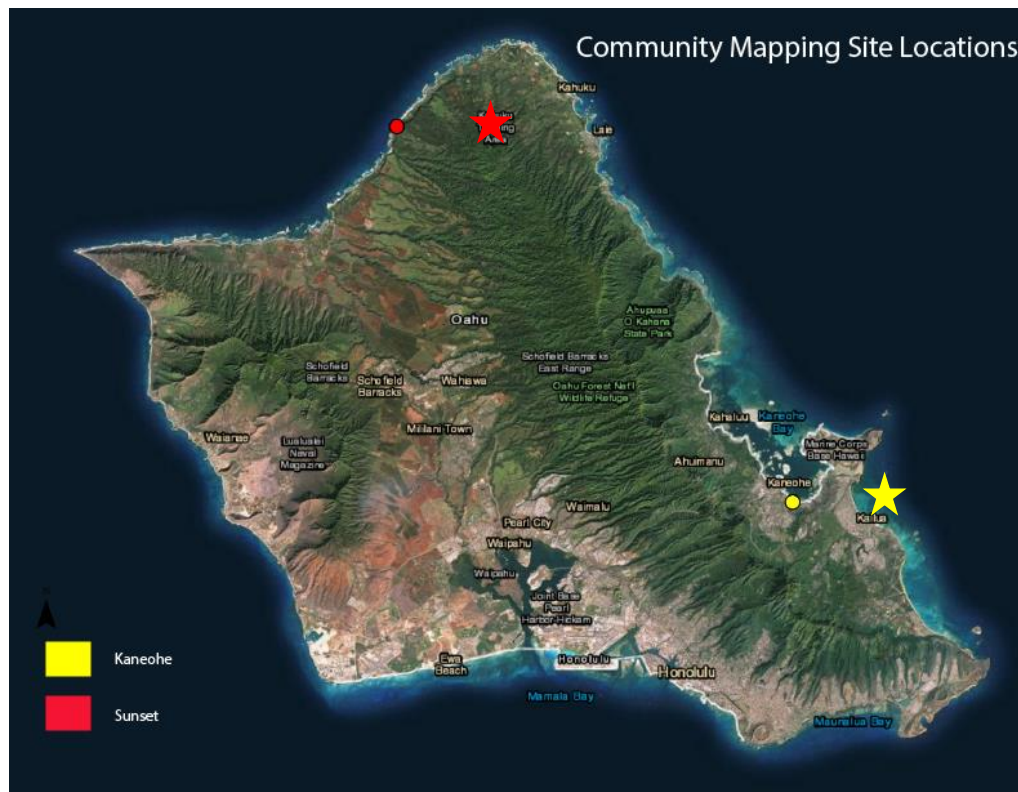 Community Mapping Site Locations
Kahuku
Laie
Area
Oahu
Ahupuaa
O Kahana
State Park
Schofield Barracks
East Range
Schofield
Barracks
Schofield
Barracks
Wahiawa
Oahu Forest Nat'l
Wildlife Refuge
Kahaluu
Kaneohe
Bay
Mililani Town
Waianae
Lualualei
Naval
Magazine
Marine Corps
Base Hawaii
Ahuimanu
Kaneohe
Waimalu
Kailua
Pearl City
Waipahu
Waipahu
Joint Base
Pearl
Harbor-Hickam
Ewa
Beach
Honolulu
Honolulu
Mamala Bay
Maunalua Bay
Kaneohe
Sunset